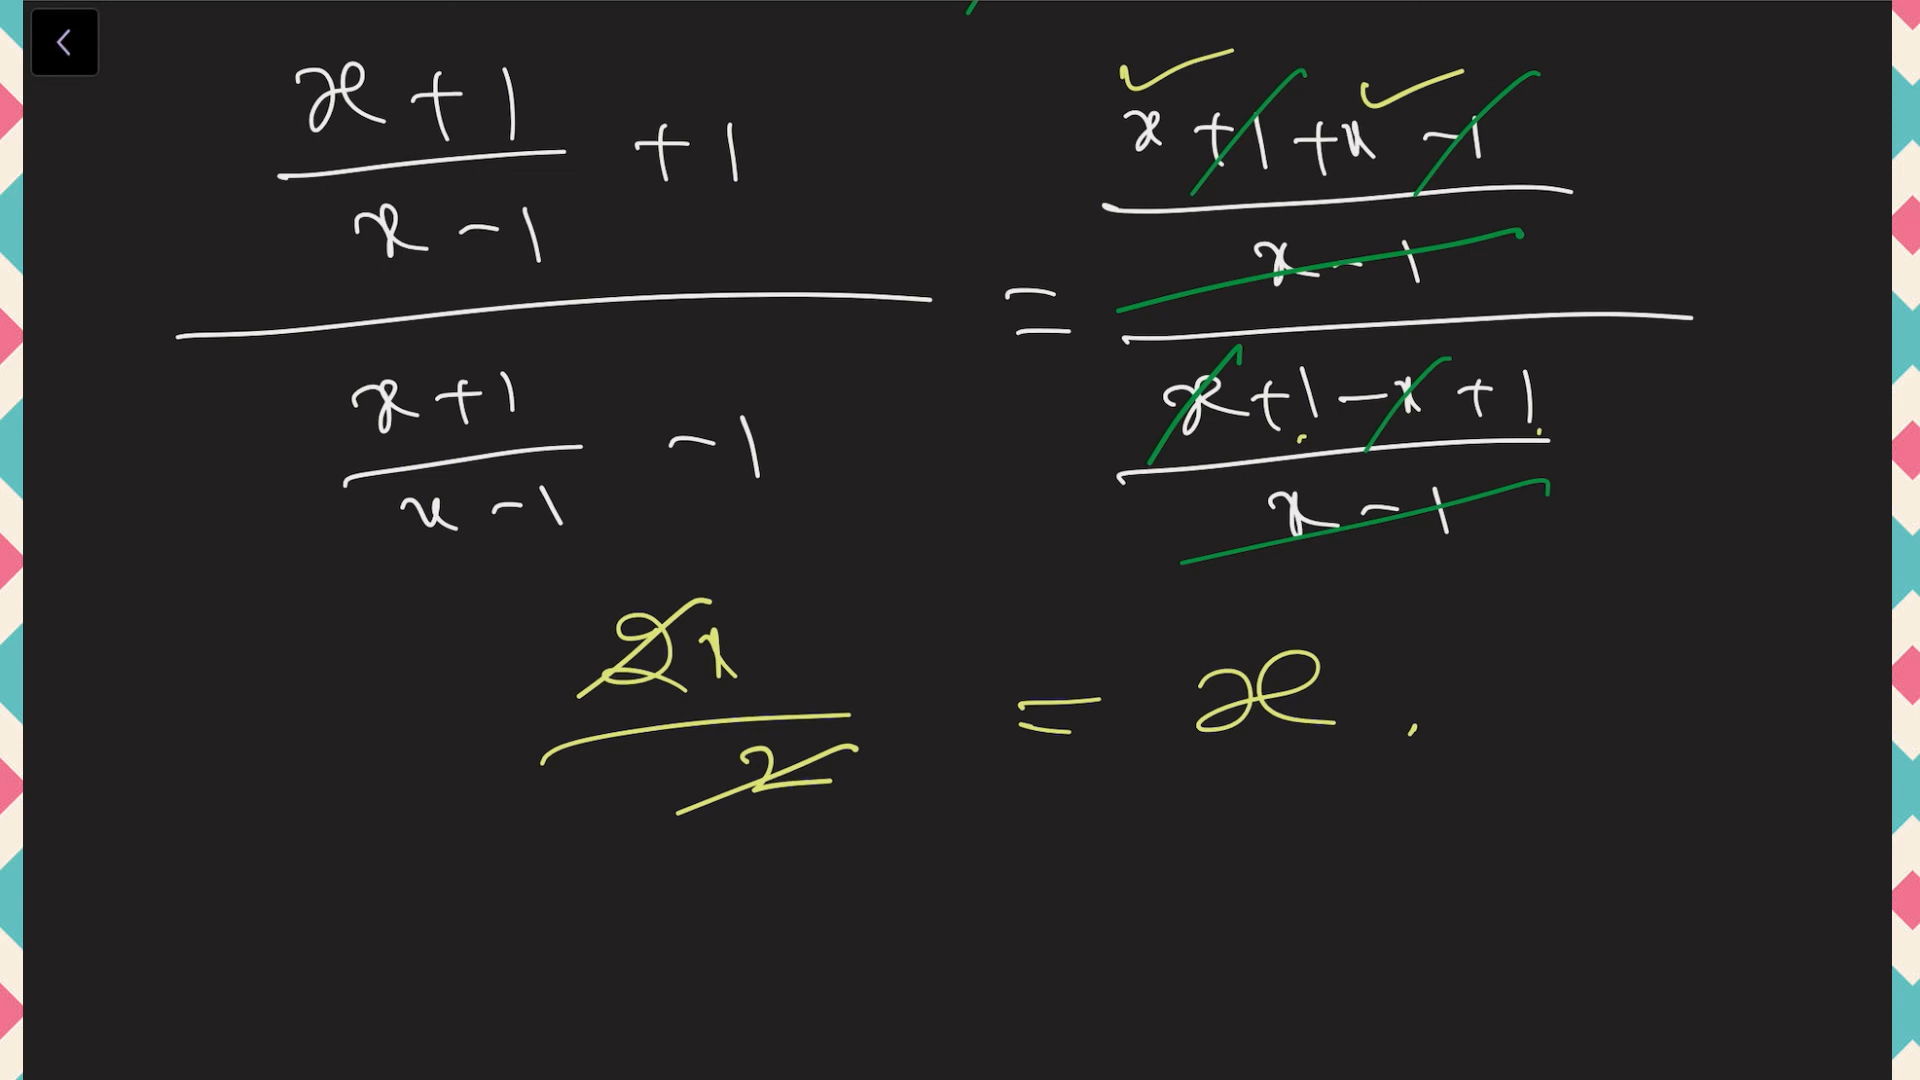 x + 1 / x - 1 + 1
x + 1 / x - 1 - 1
= x + 1 + x - 1 / x - 1
x + 1 - x + 1 / x - 1
2x / 2 = x .